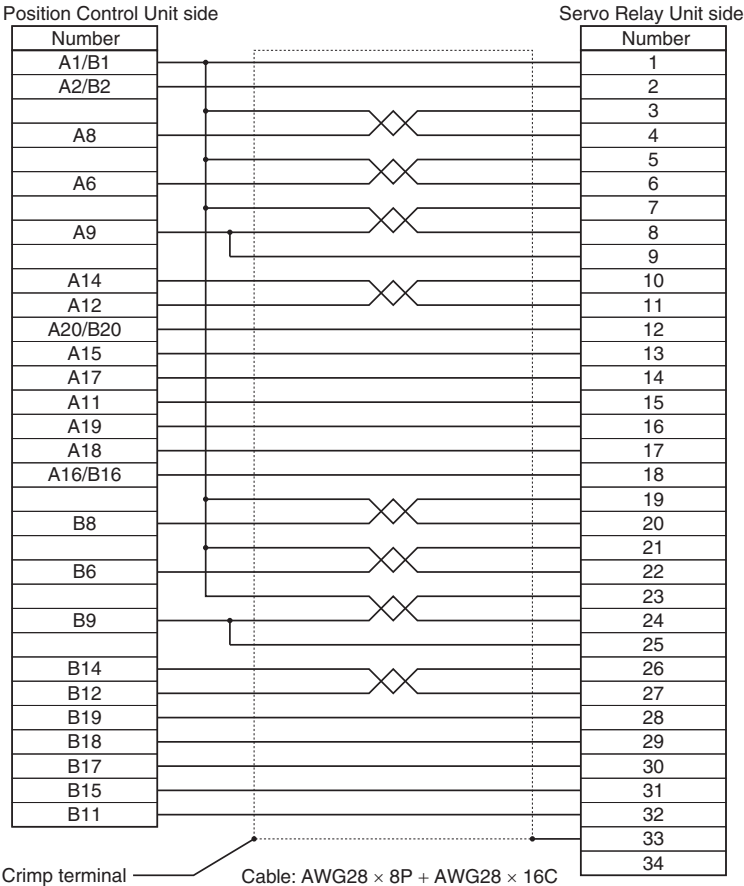 Position Control Unit side Servo Relay Unit side
Number Number
A1/B1 1
A2/B2 2
3
A8 4
5
A6 6
7
A9 8
9
A14 10
A12 11
A20/B20 12
A15 13
A17 14
A11 15
A19 16
A18 17
A16/B16 18
19
B8 20
21
B6 22
23
B9 24
25
B14 26
B12 27
B19 28
B18 29
B17 30
B15 31
B11 32
33
34
Crimp terminal Cable: AWG28 × 8P + AWG28 × 16C